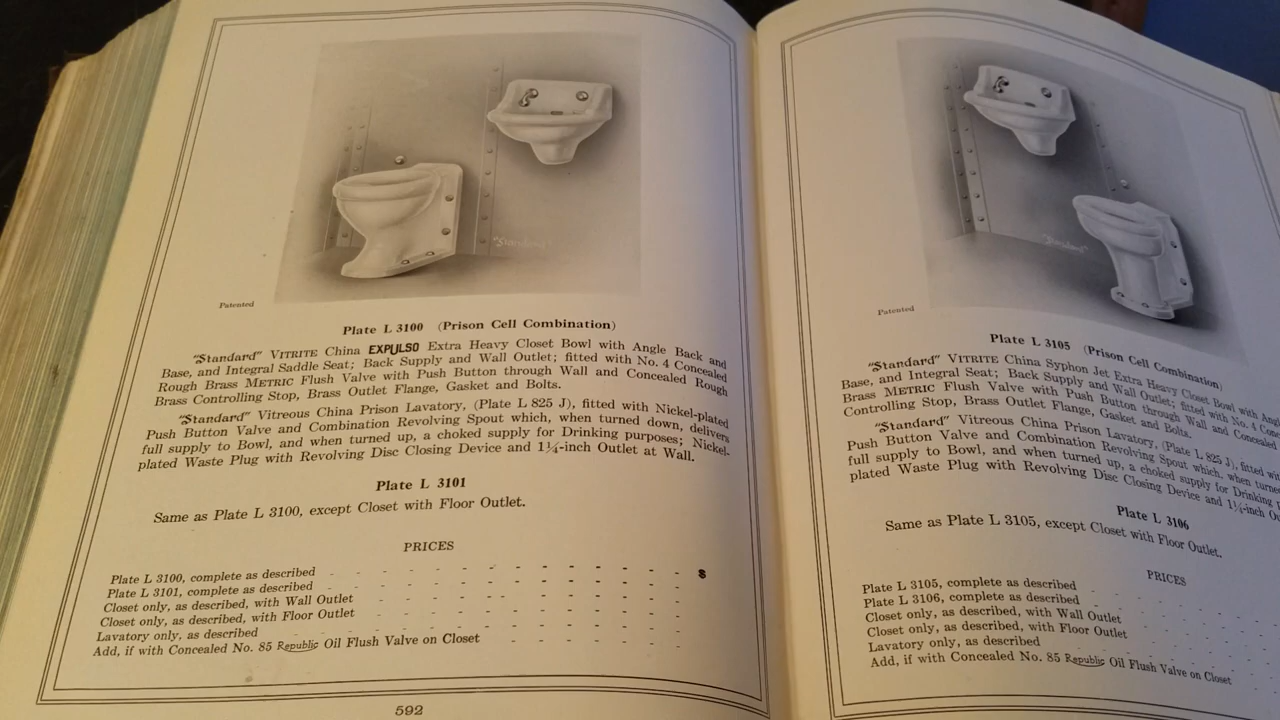 "Standard"
Patented
Plate L 3100 (Prison Cell Combination)
"Standard" VITRITE China EXPULSO Extra Heavy Closet Bowl with Angle Back and
Base, and Integral Saddle Seat; Back Supply and Wall Outlet; fitted with No. 4 Concealed
Rough Brass METRIC Flush Valve with Push Button through Wall and Concealed Rough
Brass Controlling Stop, Brass Outlet Flange, Gasket and Bolts.
"Standard" Vitreous China Prison Lavatory, (Plate L 825 J), fitted with Nickel-plated
Push Button Valve and Combination Revolving Spout which, when turned down, delivers
full supply to Bowl, and when turned up, a choked supply for Drinking purposes; Nickel-
plated Waste Plug with Revolving Disc Closing Device and 1¼-inch Outlet at Wall.
Plate L 3101
Same as Plate L 3100, except Closet with Floor Outlet.
PRICES
Plate L 3100, complete as described - - - - - - - - - - - - $
Plate L 3101, complete as described - - - - - - - - - - - -
Closet only, as described, with Wall Outlet - - - - - - - - - - -
Closet only, as described, with Floor Outlet - - - - - - - - - - -
Lavatory only, as described - - - - - - - - - - - - -
Add, if with Concealed No. 85 Republic Oil Flush Valve on Closet - - - - - - -
592
"Standard"
Patented
Plate L 3105 (Prison Cell Combination)
"Standard" VITRITE China Syphon Jet Extra Heavy Closet Bowl with
Base, and Integral Seat; Back Supply and Wall Outlet; fitted with No. 4
Brass METRIC Flush Valve with Push Button through Wall and Concealed
Controlling Stop, Brass Outlet Flange, Gasket and Bolts.
"Standard" Vitreous China Prison Lavatory, (Plate L 825 J), fitted
Push Button Valve and Combination Revolving Spout which, when
full supply to Bowl, and when turned up, a choked supply for Drinking
plated Waste Plug with Revolving Disc Closing Device and 1¼-inch
Plate L 3106
Same as Plate L 3105, except Closet with Floor Outlet.
PRICES
Plate L 3105, complete as described - - - -
Plate L 3106, complete as described - - - -
Closet only, as described, with Wall Outlet - - -
Closet only, as described, with Floor Outlet - - -
Lavatory only, as described - - - - -
Add, if with Concealed No. 85 Republic Oil Flush Valve on Closet